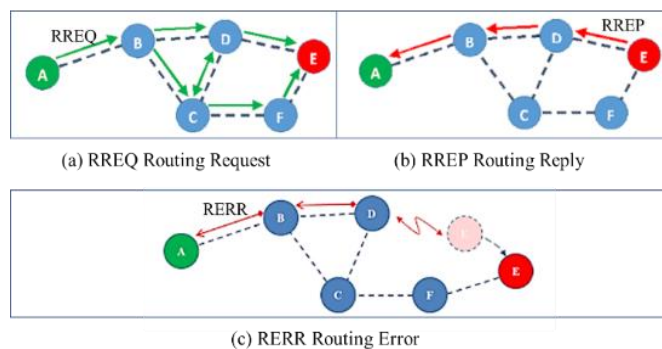 RREQ
A
B
D
E
C
F
RREP
A
B
D
E
C
F
(a) RREQ Routing Request
(b) RREP Routing Reply
RERR
A
B
D
E
C
F
(c) RERR Routing Error